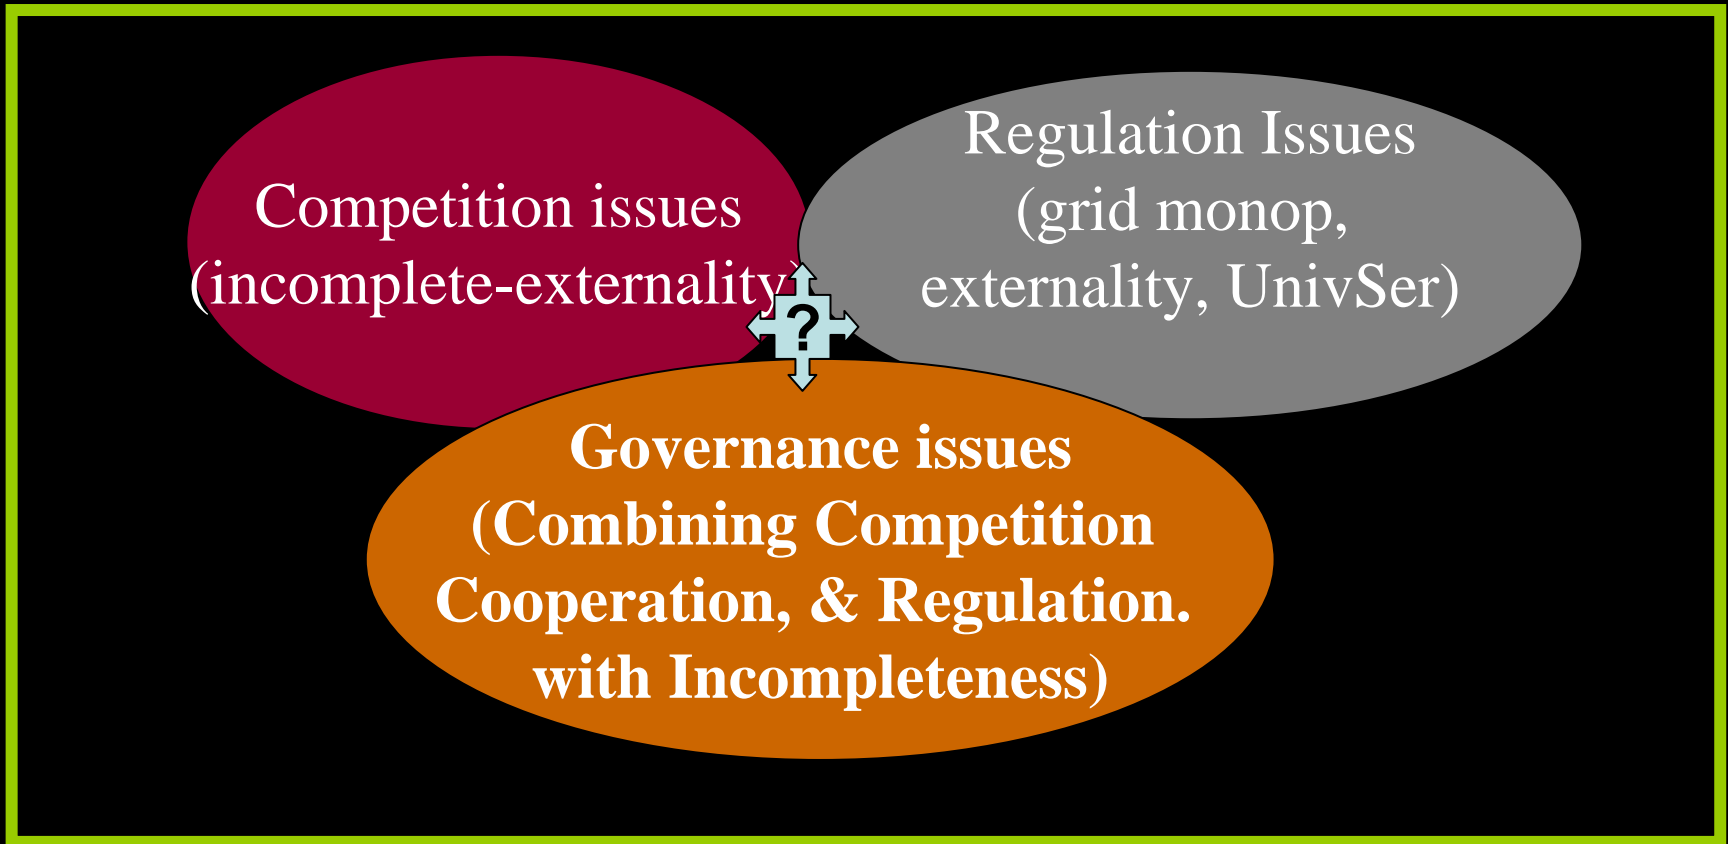 Competition issues
(incomplete-externality)
Regulation Issues
(grid monop,
externality, UnivSer)
?
Governance issues
(Combining Competition
Cooperation, & Regulation.
with Incompleteness)